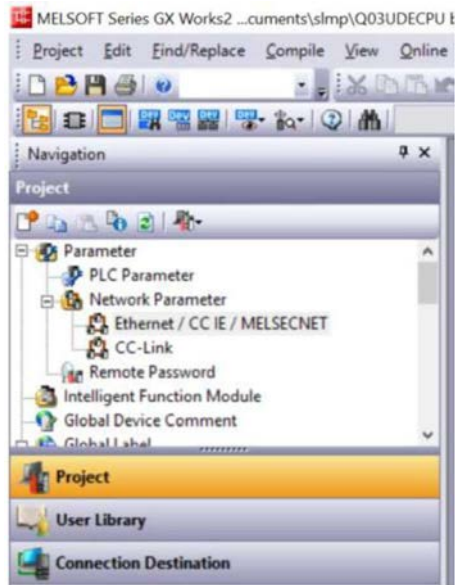 MELSOFT Series GX Works2 ...cuments\slmp\Q03UDECPU b
Project Edit Find/Replace Compile View Online
Navigation
Project
Parameter
PLC Parameter
Network Parameter
Ethernet / CC IE / MELSECNET
CC-Link
Remote Password
Intelligent Function Module
Global Device Comment
Global Label
Project
User Library
Connection Destination